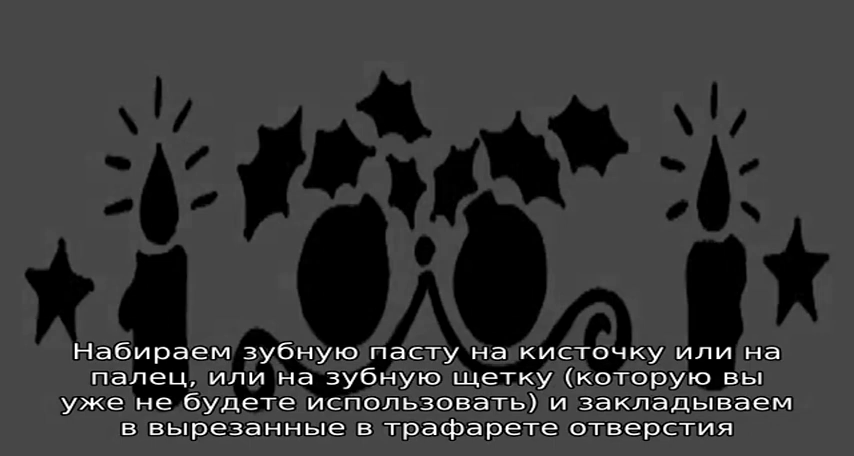 Набираем зубную пасту на кисточку или на
палец, или на зубную щетку (которую вы
уже не будете использовать) и закладываем
в вырезанные в трафарете отверстия